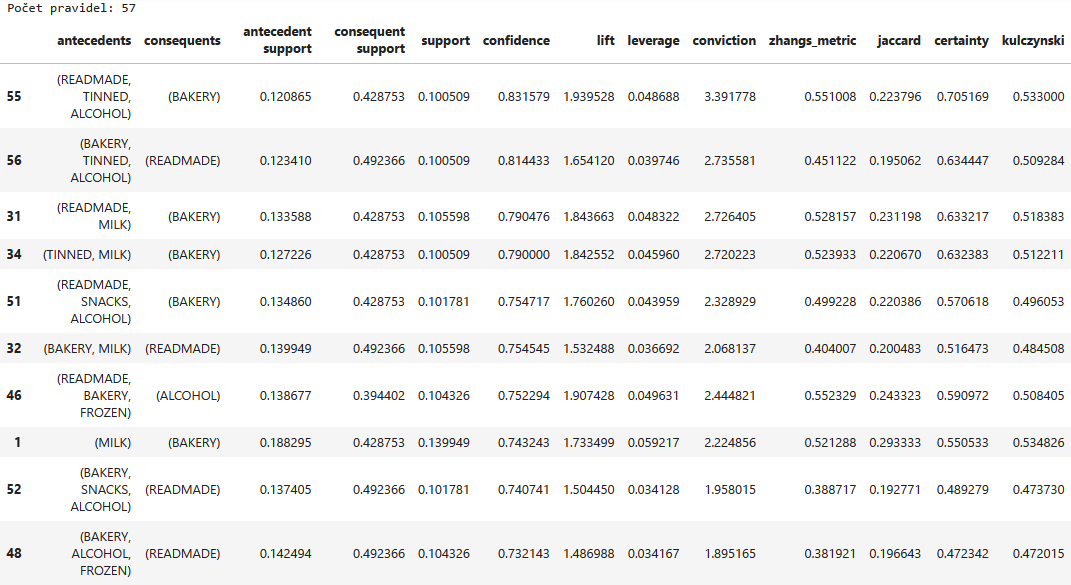 Počet pravidel: 57
antecedents consequents antecedent support consequent support support confidence lift leverage conviction zhangs_metric jaccard certainty kulczynski
55 (READMADE, TINNED, ALCOHOL) (BAKERY) 0.120865 0.428753 0.100509 0.831579 1.939528 0.048688 3.391778 0.551008 0.223796 0.705169 0.533000
56 (BAKERY, TINNED, ALCOHOL) (READMADE) 0.123410 0.492366 0.100509 0.814433 1.654120 0.039746 2.735581 0.451122 0.195062 0.634447 0.509284
31 (READMADE, MILK) (BAKERY) 0.133588 0.428753 0.105598 0.790476 1.843663 0.048322 2.726405 0.528157 0.231198 0.633217 0.518383
34 (TINNED, MILK) (BAKERY) 0.127226 0.428753 0.100509 0.790000 1.842552 0.045960 2.720223 0.523933 0.220670 0.632383 0.512211
51 (READMADE, SNACKS, ALCOHOL) (BAKERY) 0.134860 0.428753 0.101781 0.754717 1.760260 0.043959 2.328929 0.499228 0.220386 0.570618 0.496053
32 (BAKERY, MILK) (READMADE) 0.139949 0.492366 0.105598 0.754545 1.532488 0.036692 2.068137 0.404007 0.200483 0.516473 0.484508
46 (READMADE, BAKERY, FROZEN) (ALCOHOL) 0.138677 0.394402 0.104326 0.752294 1.907428 0.049631 2.444821 0.552329 0.243323 0.590972 0.508405
1 (MILK) (BAKERY) 0.188295 0.428753 0.139949 0.743243 1.733499 0.059217 2.224856 0.521288 0.293333 0.550533 0.534826
52 (BAKERY, SNACKS, ALCOHOL) (READMADE) 0.137405 0.492366 0.101781 0.740741 1.504450 0.034128 1.958015 0.388717 0.192771 0.489279 0.473730
48 (BAKERY, ALCOHOL, FROZEN) (READMADE) 0.142494 0.492366 0.104326 0.732143 1.486988 0.034167 1.895165 0.381921 0.196643 0.472342 0.472015